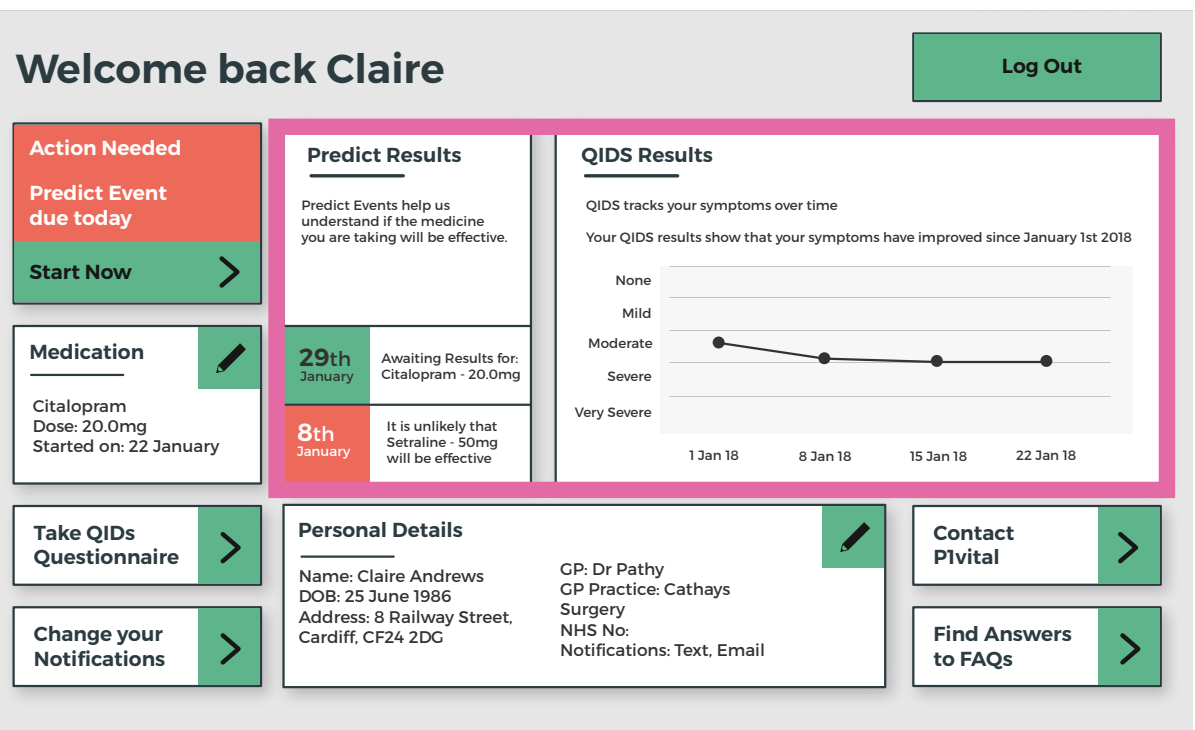 Welcome back Claire
Log Out
Action Needed
Predict Event
due today
Start Now
Medication
Citalopram
Dose: 20.0mg
Started on: 22 January
Predict Results
Predict Events help us
understand if the medicine
you are taking will be effective.
29th
January
Awaiting Results for:
Citalopram - 20.0mg
8th
January
It is unlikely that
Setraline - 50mg
will be effective
QIDS Results
QIDS tracks your symptoms over time
Your QIDS results show that your symptoms have improved since January 1st 2018
None
Mild
Moderate
Severe
Very Severe
1 Jan 18
8 Jan 18
15 Jan 18
22 Jan 18
Take QIDs
Questionnaire
Change your
Notifications
Personal Details
Name: Claire Andrews
DOB: 25 June 1986
Address: 8 Railway Street,
Cardiff, CF24 2DG
GP: Dr Pathy
GP Practice: Cathays
Surgery
NHS No:
Notifications: Text, Email
Contact
P1vital
Find Answers
to FAQs